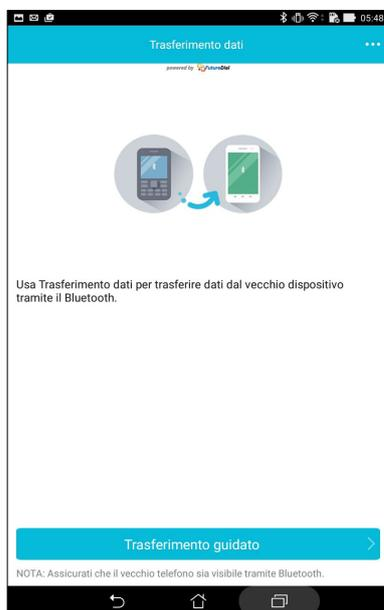 05:48
Trasferimento dati
powered by FutureDial
Usa Trasferimento dati per trasferire dati dal vecchio dispositivo
tramite il Bluetooth.
Trasferimento guidato
NOTA: Assicurati che il vecchio telefono sia visibile tramite Bluetooth.